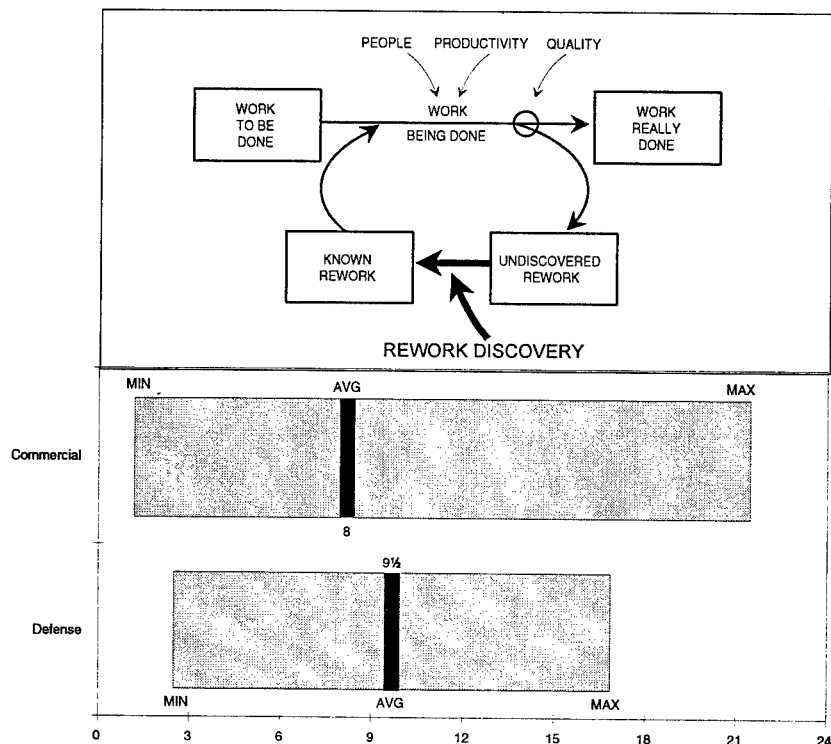 PEOPLE PRODUCTIVITY QUALITY
WORK
TO BE
DONE
WORK
BEING DONE
WORK
REALLY
DONE
KNOWN
REWORK
UNDISCOVERED
REWORK
REWORK DISCOVERY
MIN AVG MAX
Commercial
8
9½
Defense
MIN AVG MAX
0 3 6 9 12 15 18 21 24